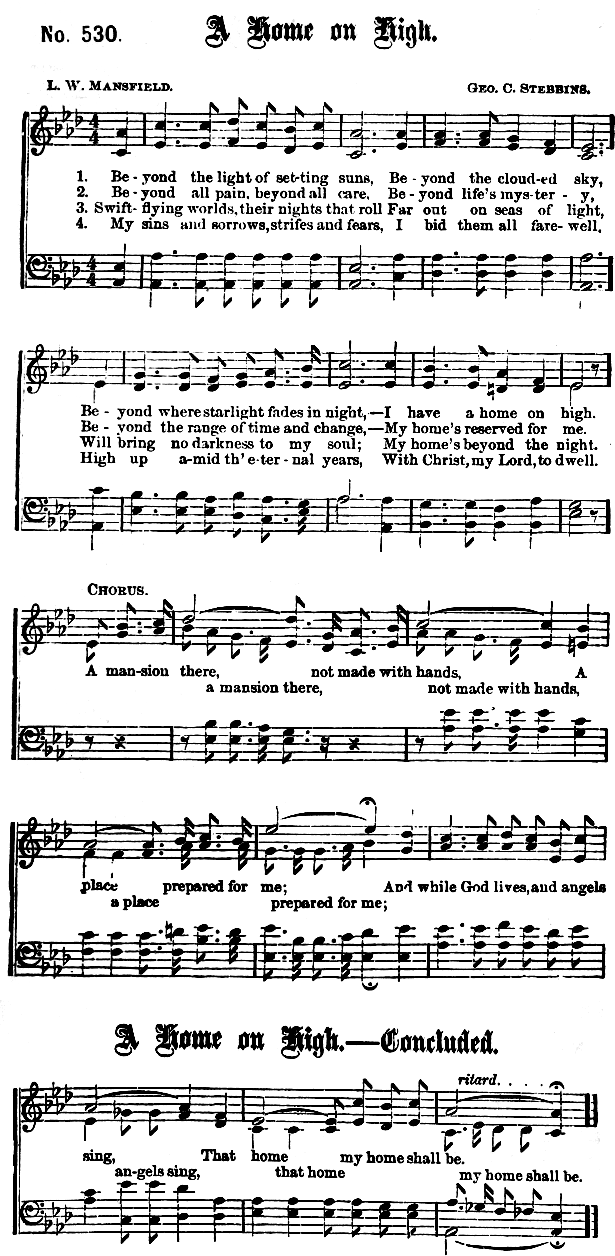 No. 530. A Home on High.
L. W. MANSFIELD. GEO. C. STEBBINS.
1. Be - yond the light of set-ting suns, Be - yond the cloud-ed sky,
2. Be - yond all pain, beyond all care, Be - yond life's mys-ter - y,
3. Swift- flying worlds, their nights that roll Far out on seas of light,
4. My sins and sorrows, strifes and fears, I bid them all fare-well,
Be - yond where starlight fades in night,—I have a home on high.
Be - yond the range of time and change,—My home's reserved for me.
Will bring no darkness to my soul; My home's beyond the night.
High up a-mid th' e-ter-nal years, With Christ, my Lord, to dwell.
CHORUS.
A man-sion there, not made with hands, A
a mansion there, not made with hands,
place prepared for me; And while God lives, and angels
a place prepared for me;
A Home on High.—Concluded.
ritard. . . . .
sing, That home my home shall be.
an-gels sing, that home my home shall be.